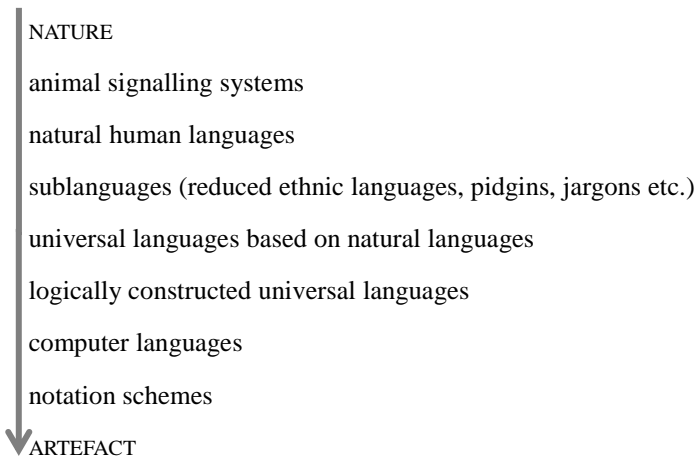 NATURE
animal signalling systems
natural human languages
sublanguages (reduced ethnic languages, pidgins, jargons etc.)
universal languages based on natural languages
logically constructed universal languages
computer languages
notation schemes
ARTEFACT